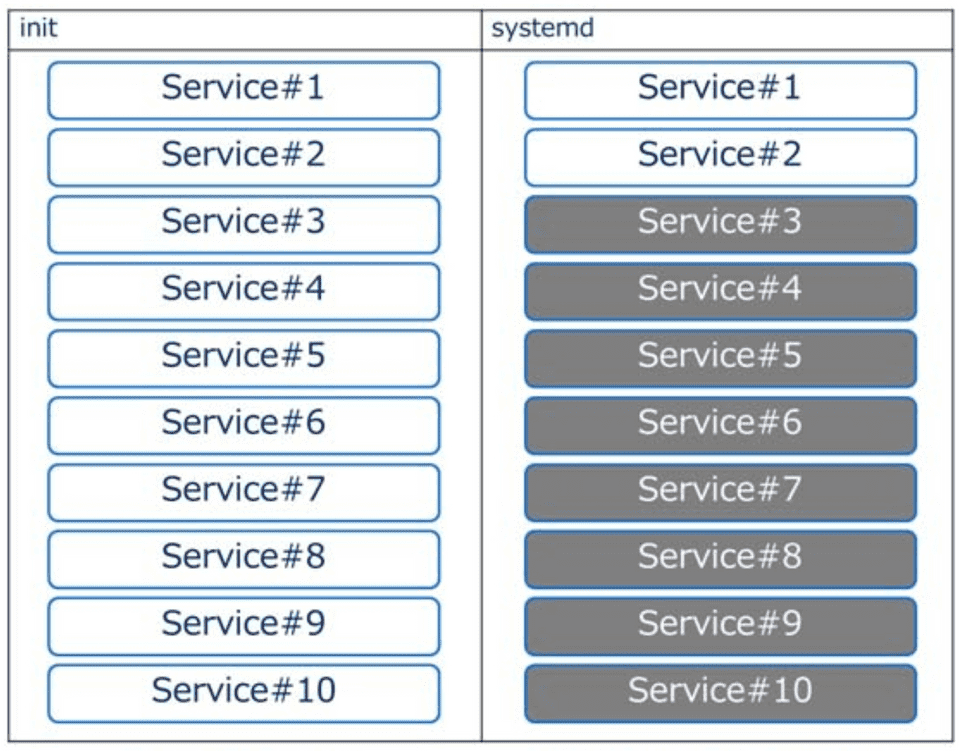 init
systemd
Service#1
Service#1
Service#2
Service#2
Service#3
Service#3
Service#4
Service#4
Service#5
Service#5
Service#6
Service#6
Service#7
Service#7
Service#8
Service#8
Service#9
Service#9
Service#10
Service#10